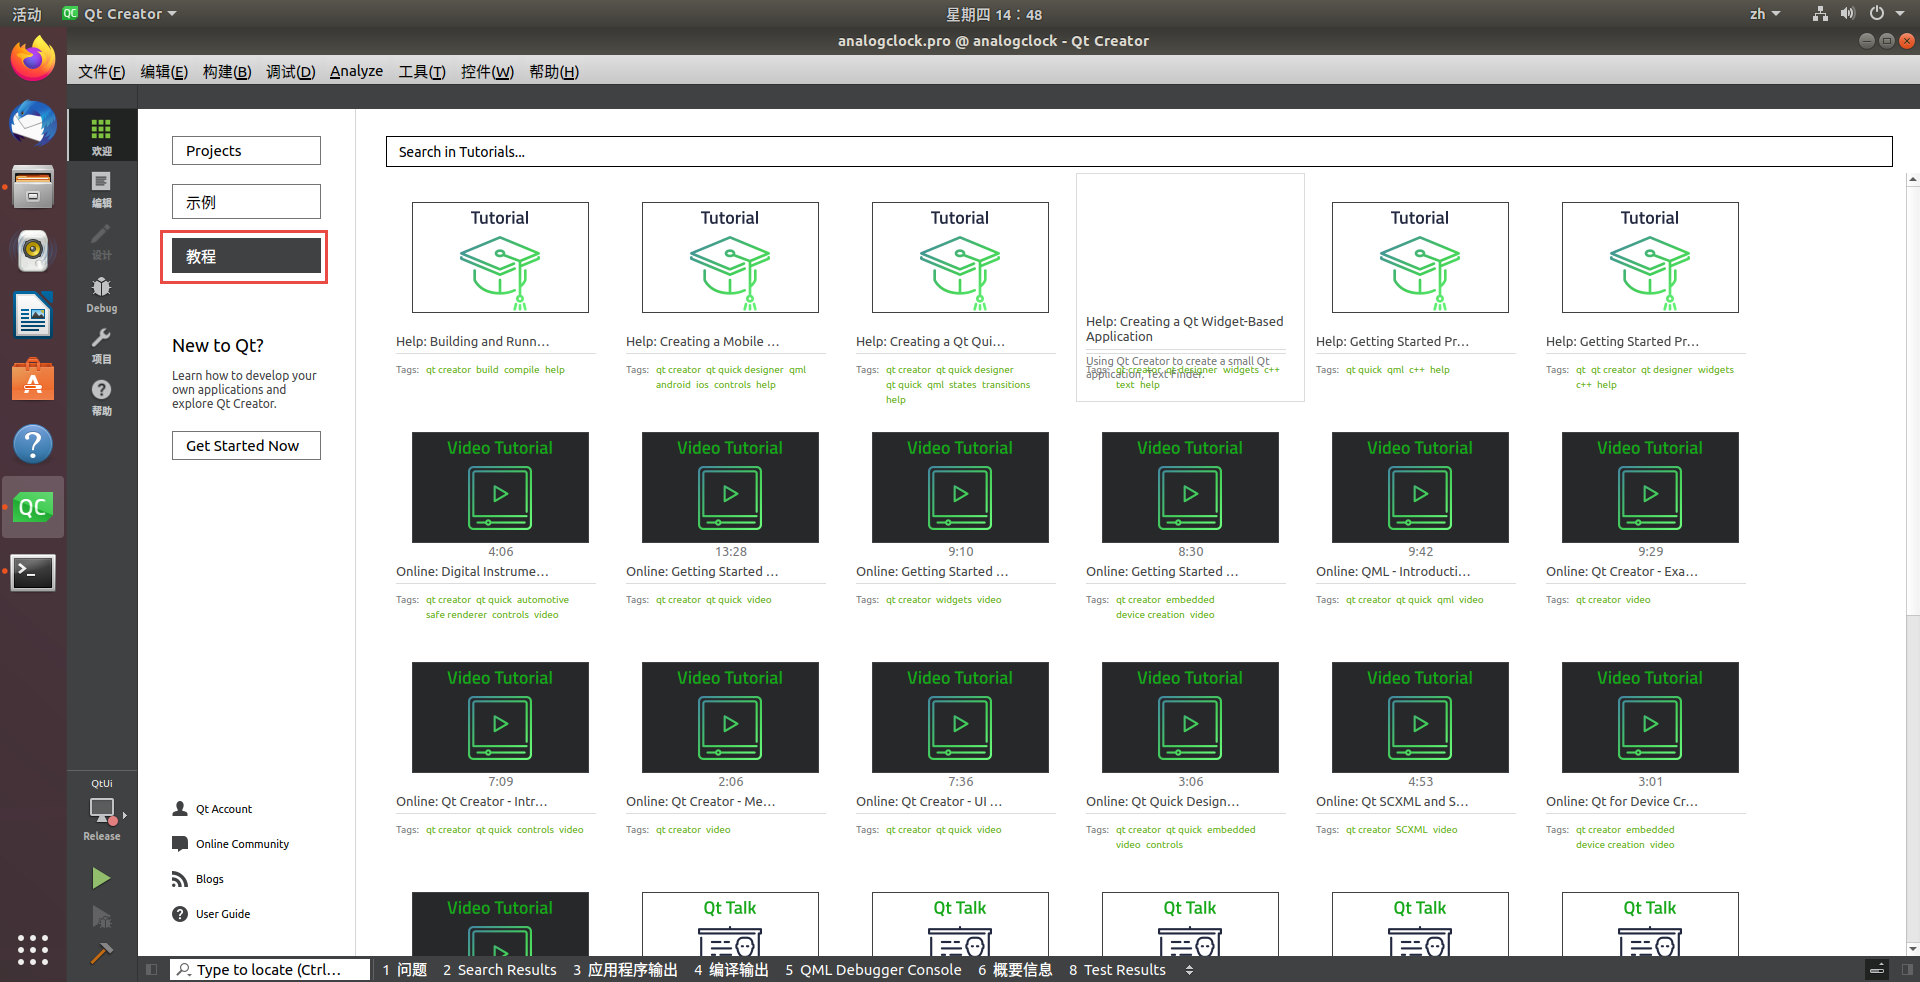 活动
Qt Creator
星期四 14：48
zh
analogclock.pro @ analogclock - Qt Creator
文件(F) 编辑(E) 构建(B) 调试(D) Analyze 工具(T) 控件(W) 帮助(H)
欢迎
编辑
设计
Debug
项目
帮助
QtUi
Release
Projects
示例
教程
New to Qt?
Learn how to develop your
own applications and
explore Qt Creator.
Get Started Now
Qt Account
Online Community
Blogs
User Guide
Search in Tutorials...
Tutorial
Help: Building and Runn...
Tags: qt creator build compile help
Tutorial
Help: Creating a Mobile ...
Tags: qt creator qt quick designer qml
android ios controls help
Tutorial
Help: Creating a Qt Qui...
Tags: qt creator qt quick designer
qt quick qml states transitions
help
Help: Creating a Qt Widget-Based
Application
Using Qt Creator to create a small Qt
application, Text Finder.
Tags: qt creator qt designer widgets c++
text help
Tutorial
Help: Getting Started Pr...
Tags: qt quick qml c++ help
Tutorial
Help: Getting Started Pr...
Tags: qt qt creator qt designer widgets
c++ help
Video Tutorial
4:06
Online: Digital Instrume...
Tags: qt creator qt quick automotive
safe renderer controls video
Video Tutorial
13:28
Online: Getting Started ...
Tags: qt creator qt quick video
Video Tutorial
9:10
Online: Getting Started ...
Tags: qt creator widgets video
Video Tutorial
8:30
Online: Getting Started ...
Tags: qt creator embedded
device creation video
Video Tutorial
9:42
Online: QML - Introducti...
Tags: qt creator qt quick qml video
Video Tutorial
9:29
Online: Qt Creator - Exa...
Tags: qt creator video
Video Tutorial
7:09
Online: Qt Creator - Intr...
Tags: qt creator qt quick controls video
Video Tutorial
2:06
Online: Qt Creator - Me...
Tags: qt creator video
Video Tutorial
7:36
Online: Qt Creator - UI ...
Tags: qt creator qt quick video
Video Tutorial
3:06
Online: Qt Quick Design...
Tags: qt creator qt quick embedded
video controls
Video Tutorial
4:53
Online: Qt SCXML and S...
Tags: qt creator SCXML video
Video Tutorial
3:01
Online: Qt for Device Cr...
Tags: qt creator embedded
device creation video
Video Tutorial
Qt Talk
Qt Talk
Qt Talk
Qt Talk
Qt Talk
Type to locate (Ctrl...
1 问题 2 Search Results 3 应用程序输出 4 编译输出 5 QML Debugger Console 6 概要信息 8 Test Results